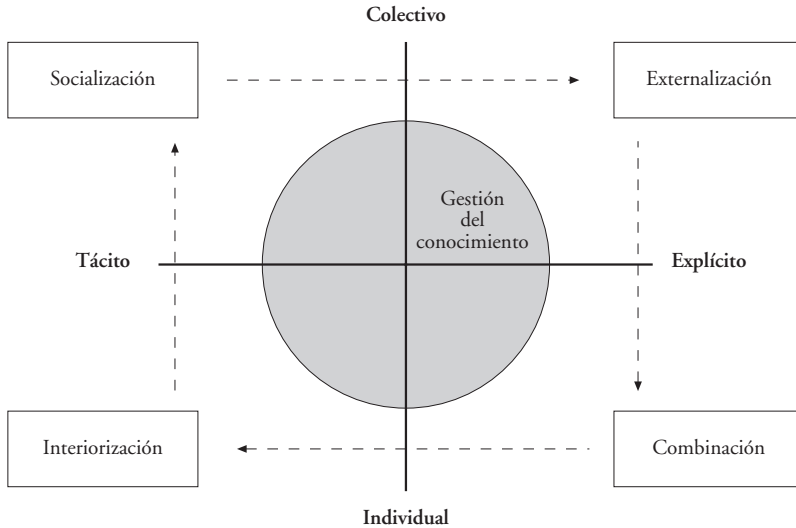 Colectivo
Socialización
Externalización
Gestión
del
conocimiento
Tácito
Explícito
Interiorización
Combinación
Individual